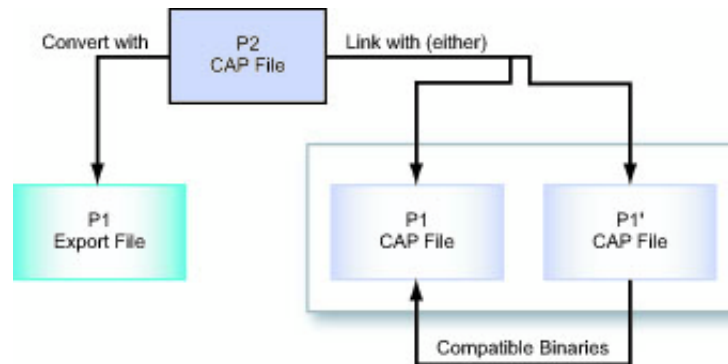 Convert with
P2
CAP File
Link with (either)
P1
Export File
P1
CAP File
P1'
CAP File
Compatible Binaries